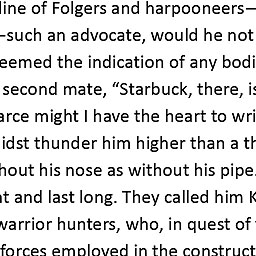 line of Folgers and harpooneers—
–such an advocate, would he not
eemed the indication of any bodi
second mate, “Starbuck, there, is
arce might I have the heart to wri
idst thunder him higher than a th
hout his nose as without his pipe.
nt and last long. They called him K
warrior hunters, who, in quest of
forces employed in the construct